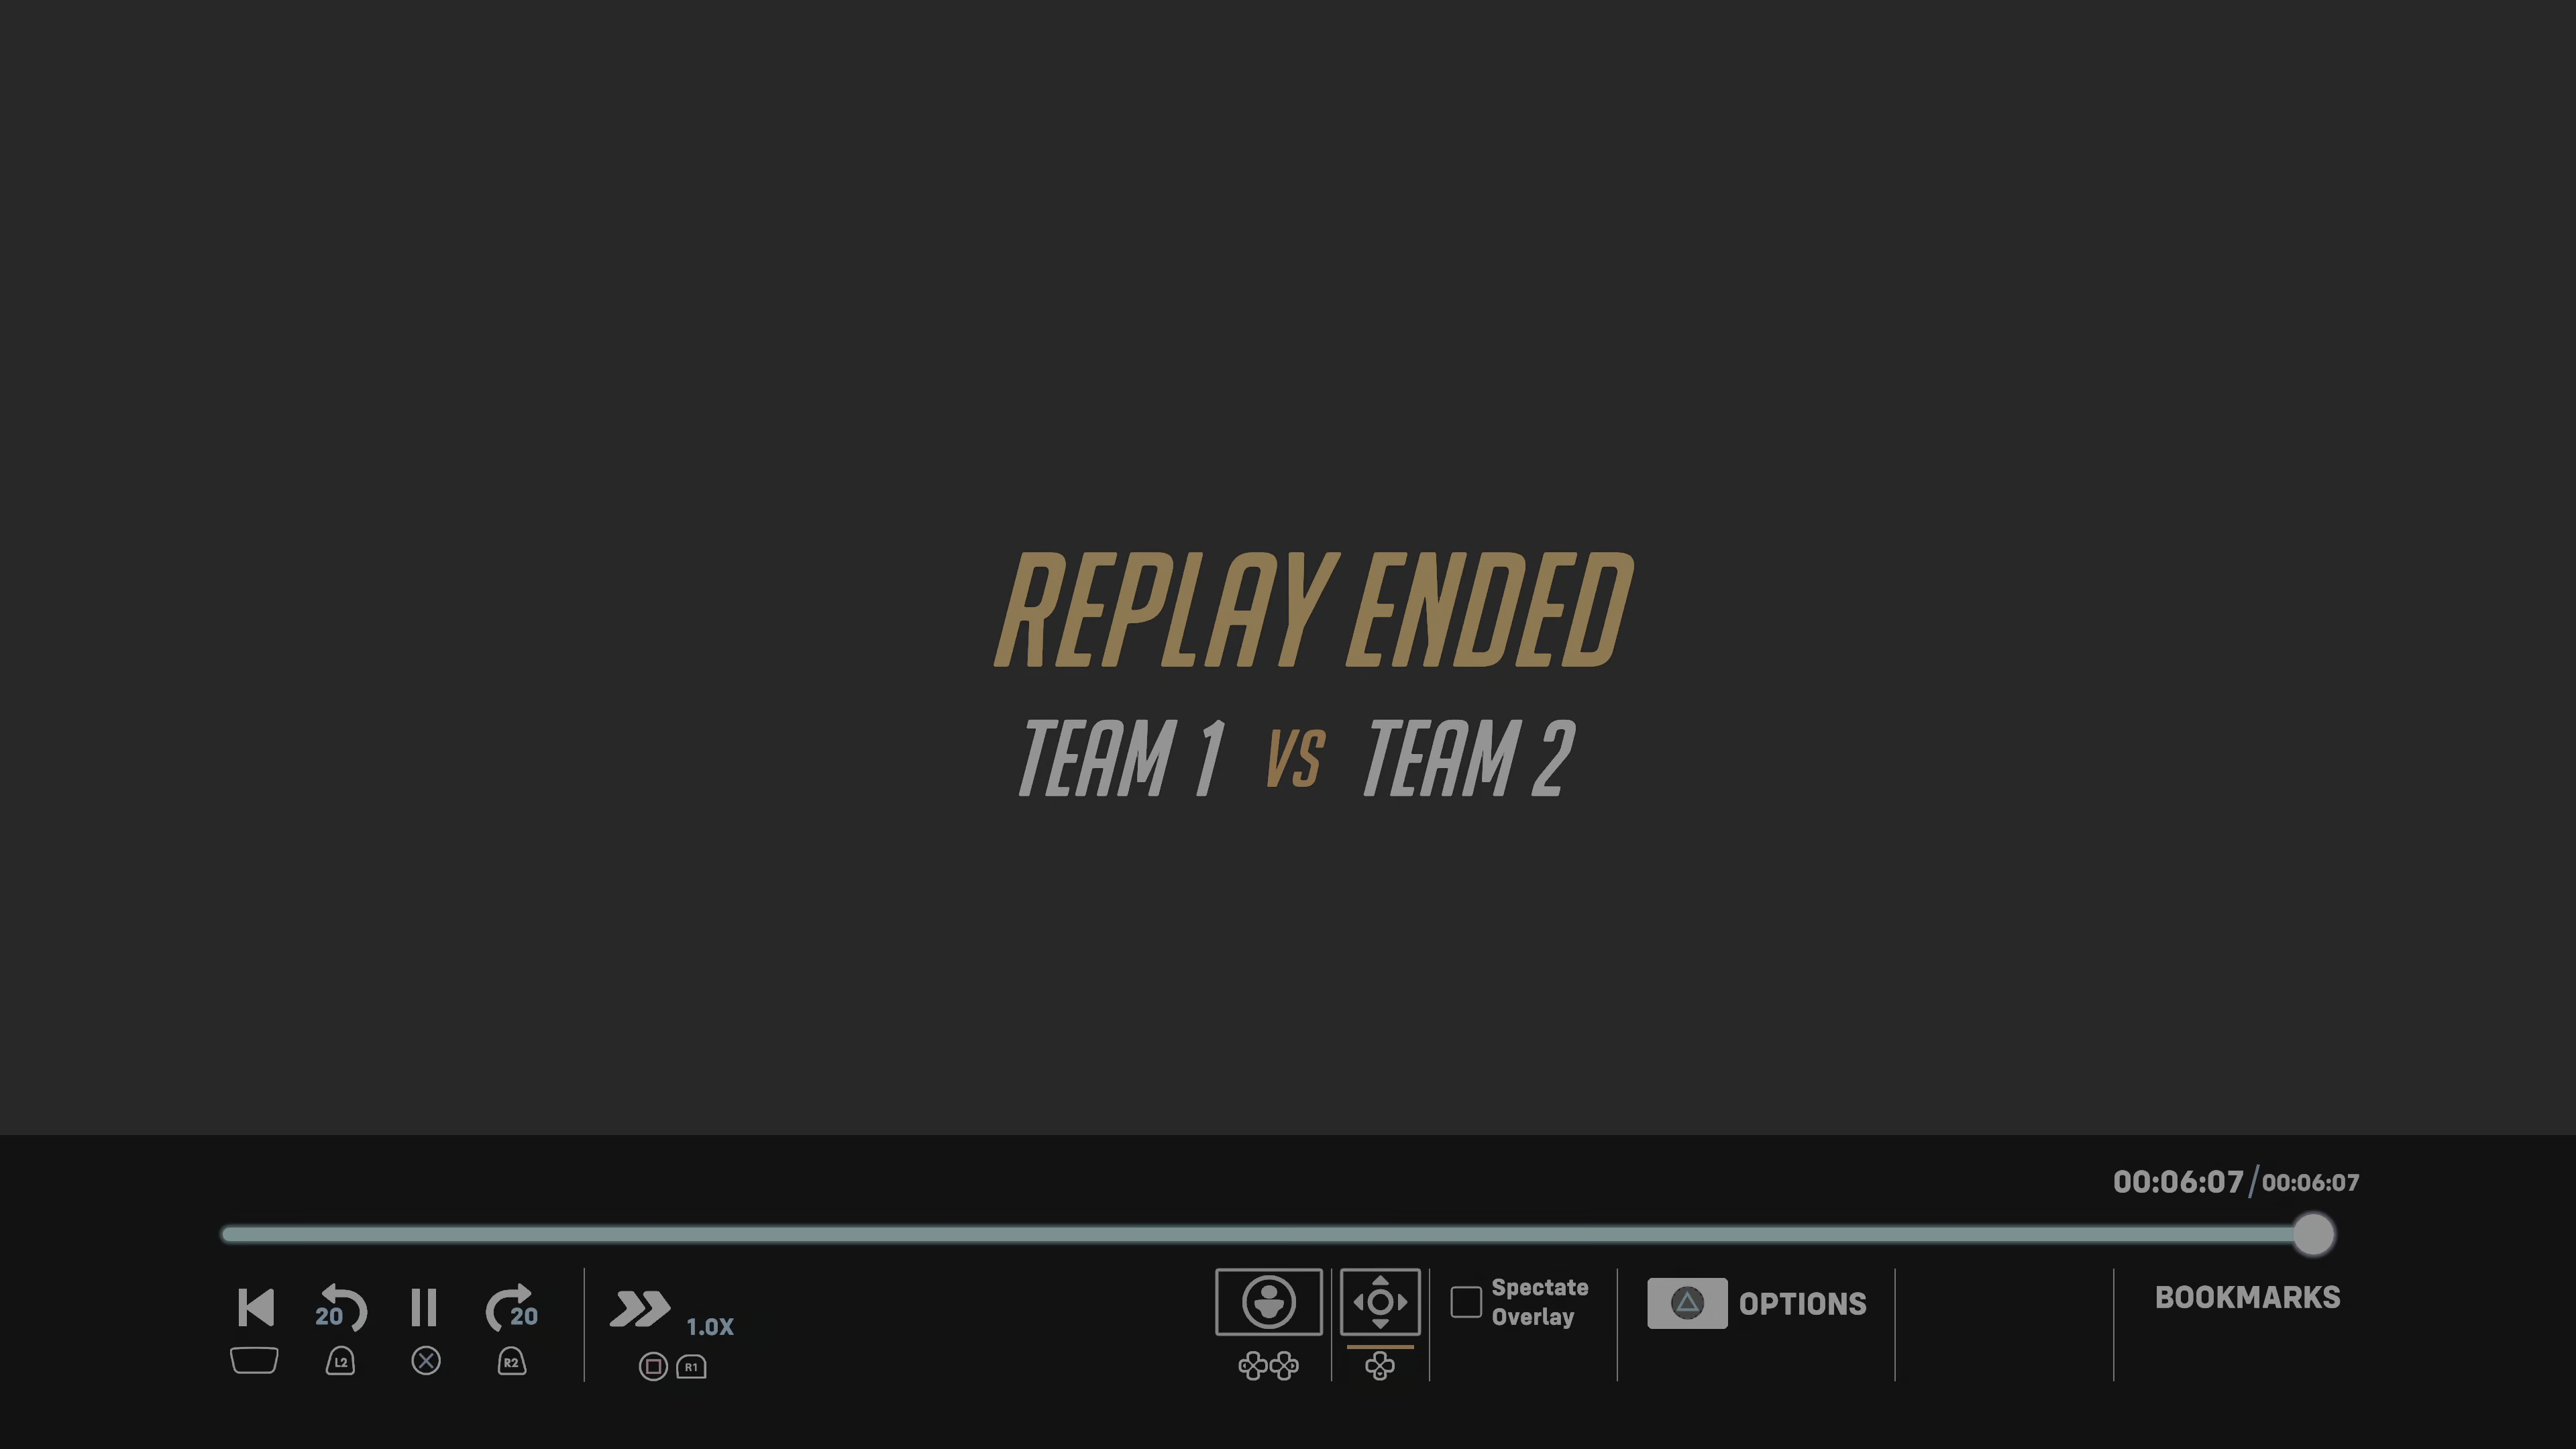 REPLAY ENDED
TEAM 1 VS TEAM 2
00:06:07/00:06:07
20 20 1.0X
L2 R2 R1
Spectate
Overlay
OPTIONS
BOOKMARKS